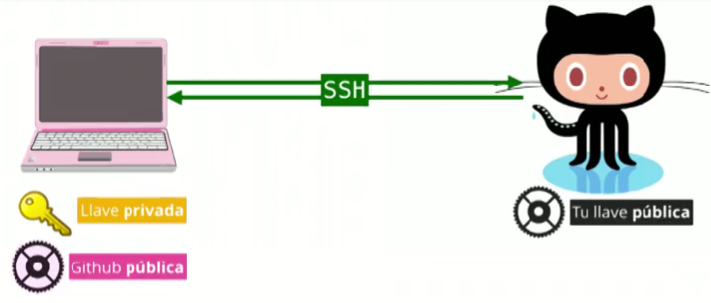 SSH
Llave privada
Tu llave pública
Github pública